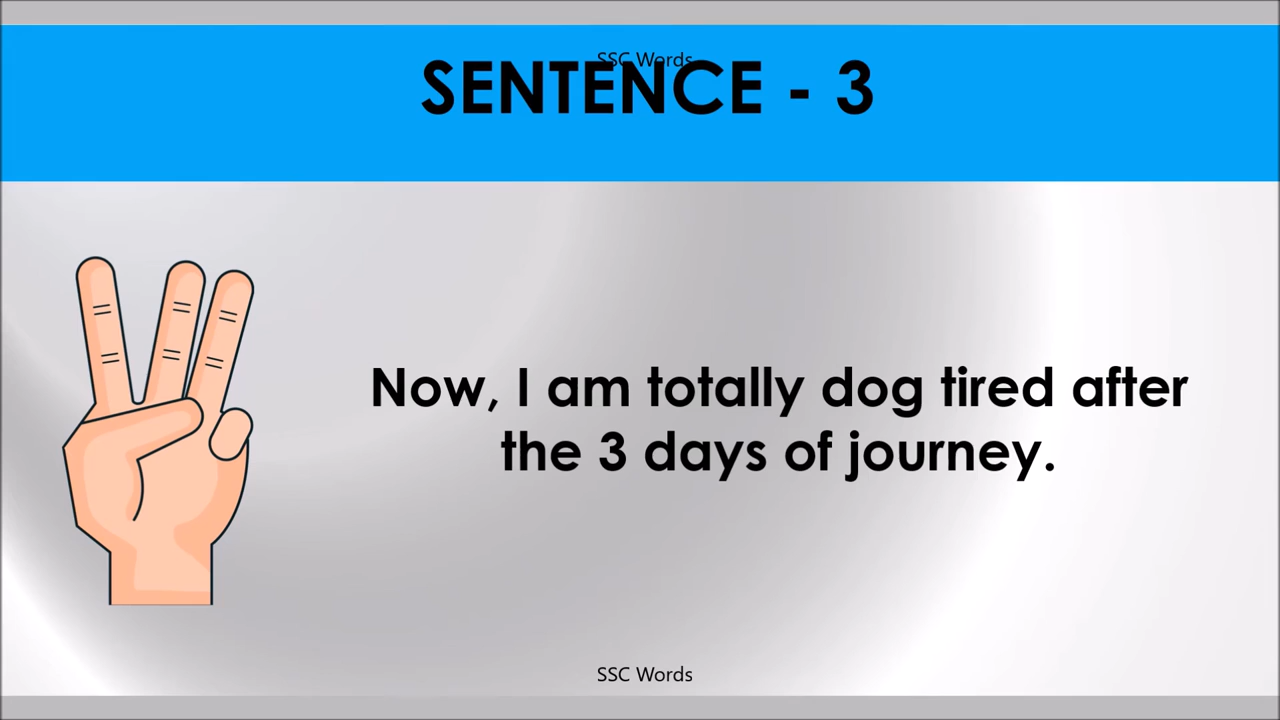 SSC Words
SENTENCE - 3
Now, I am totally dog tired after
the 3 days of journey.
SSC Words